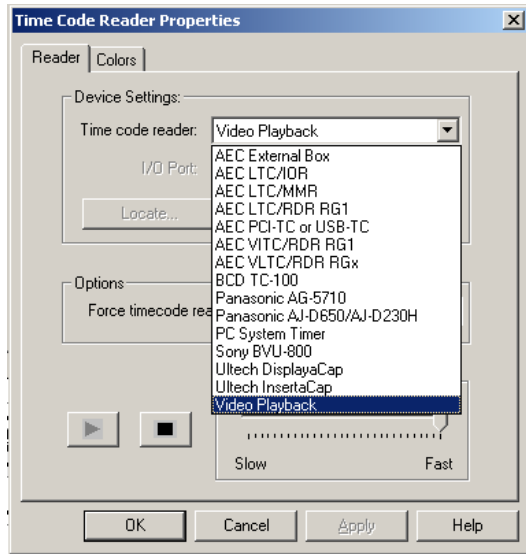 Time Code Reader Properties
Reader
Colors
Device Settings:
Time code reader:
Video Playback
I/O Port:
Locate...
AEC External Box
AEC LTC/IOR
AEC LTC/MMR
AEC LTC/RDR RG1
AEC PCI-TC or USB-TC
AEC VITC/RDR RG1
AEC VLTC/RDR RGx
BCD TC-100
Panasonic AG-5710
Panasonic AJ-D650/AJ-D230H
PC System Timer
Sony BVU-800
Ultech DisplayaCap
Ultech InsertaCap
Video Playback
Options
Force timecode rea
Slow
Fast
OK
Cancel
Apply
Help